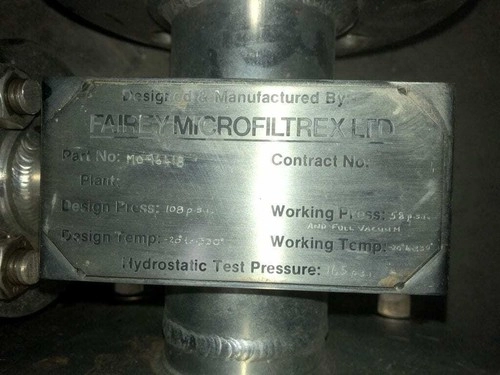 Designed & Manufactured By:
FAIREY MICROFILTREX LTD
Part No: Contract No:
Plant:
Design Press: 108 p.s.i. Working Press: 58 p.s.i.
AND FULL VACUUM
Design Temp: Working Temp:
Hydrostatic Test Pressure: p.s.i.